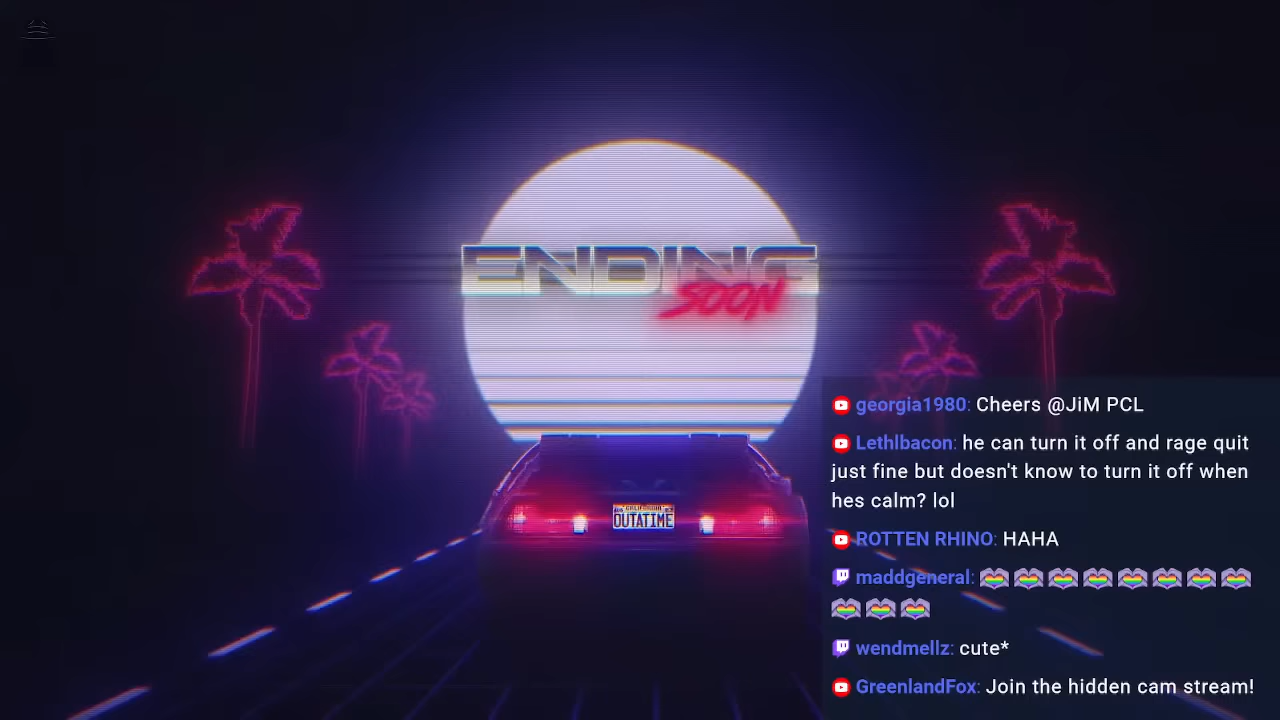 ENDING
SOON
CALIFORNIA
OUTATIME
georgia1980: Cheers @JiM PCL
Lethlbacon: he can turn it off and rage quit
just fine but doesn't know to turn it off when
hes calm? lol
ROTTEN RHINO: HAHA
maddgeneral:
wendmellz: cute*
GreenlandFox: Join the hidden cam stream!